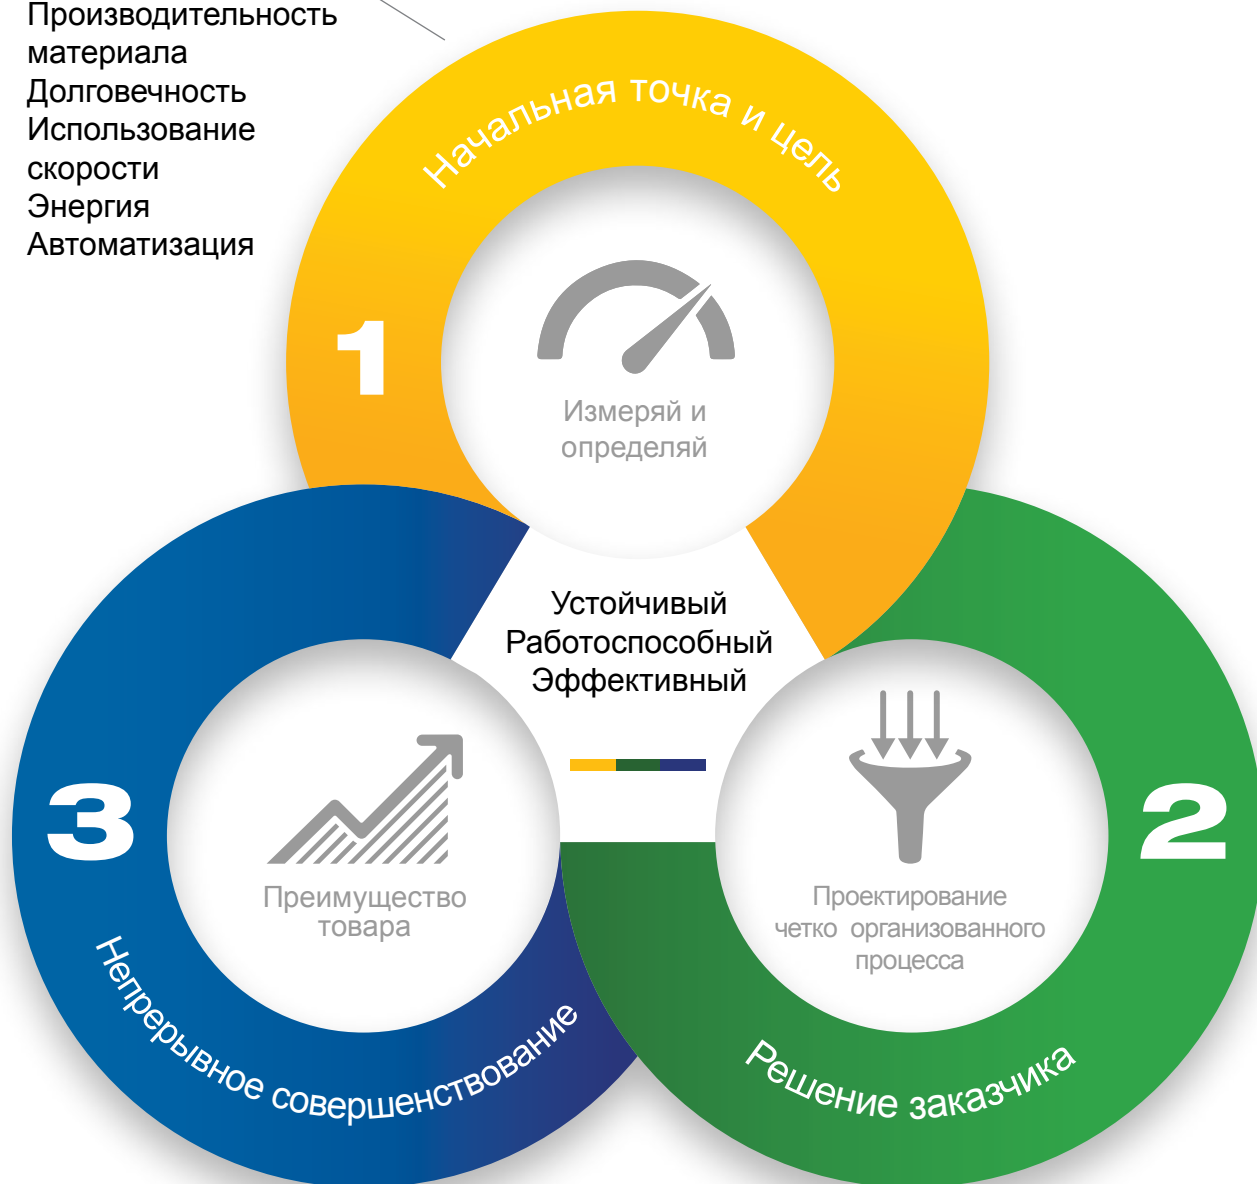 Производительность
материала
Долговечность
Использование
скорости
Энергия
Автоматизация
Начальная точка и цель
1
Измеряй и
определяй
Устойчивый
Работоспособный
Эффективный
3
Преимущество
товара
Непрерывное совершенствование
2
Проектирование
четко организованного
процесса
Решение заказчика